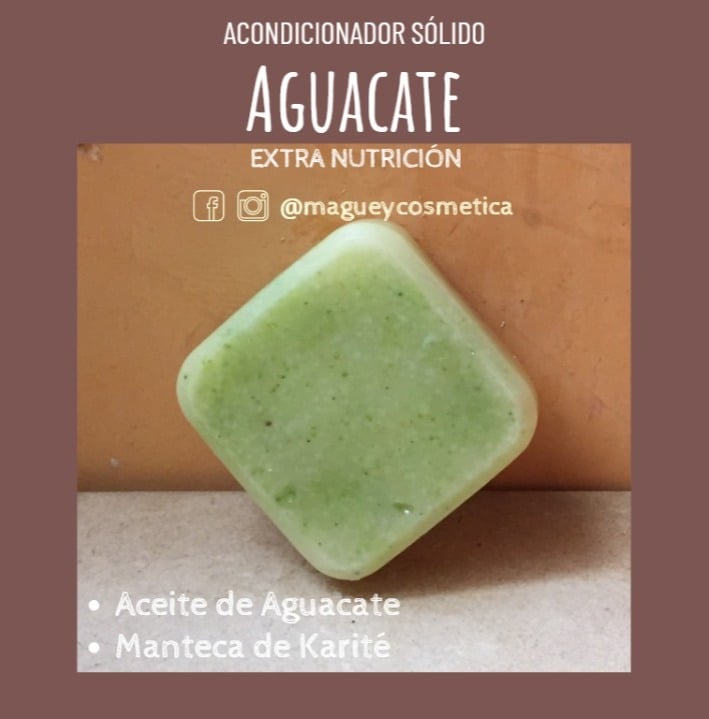 ACONDICIONADOR SÓLIDO
AGUACATE
EXTRA NUTRICIÓN
@magueycosmetica
• Aceite de Aguacate
• Manteca de Karité